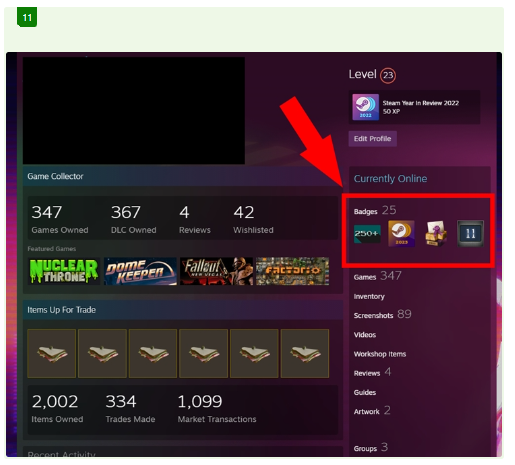 11
Level 23
Steam Year In Review 2022
50 XP
2022
Edit Profile
Game Collector
347 367 4 42
Games Owned DLC Owned Reviews Wishlisted
Featured Games
NUCLEAR THRONE DOME KEEPER Fallout NEW VEGAS FACTORIO
Items Up For Trade
2,002 334 1,099
Items Owned Trades Made Market Transactions
Recent Activity
Currently Online
Badges 25
250+ 2023 11
Games 347
Inventory
Screenshots 89
Videos
Workshop Items
Reviews 4
Guides
Artwork 2
Groups 3